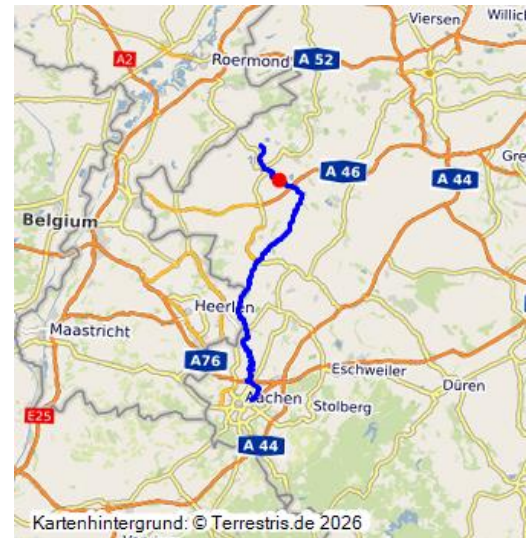 Viersen
Willich
A2
Roermond
A 52
Gre
A 46
A 44
Belgium
Heerlen
Maastricht
A76
Eschweiler
Aachen
Düren
Stolberg
E25
A 44
Kartenhintergrund: © Terrestris.de 2026